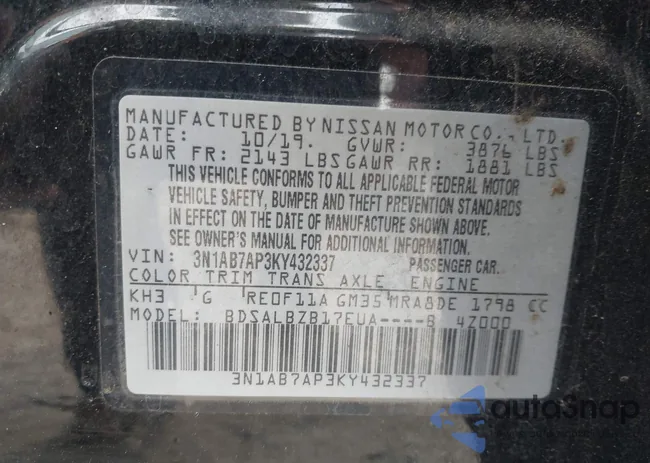 MANUFACTURED BY NISSAN MOTOR CO., LTD.
DATE: 10/19. GVWR: 3876 LBS
GAWR FR: 2143 LBS GAWR RR: 1881 LBS
THIS VEHICLE CONFORMS TO ALL APPLICABLE FEDERAL MOTOR
VEHICLE SAFETY, BUMPER AND THEFT PREVENTION STANDARDS
IN EFFECT ON THE DATE OF MANUFACTURE SHOWN ABOVE.
SEE OWNER'S MANUAL FOR ADDITIONAL INFORMATION.
VIN: 3N1AB7AP3KY432337 PASSENGER CAR.
COLOR TRIM TRANS AXLE ENGINE
KH3 G RE0F11A GM35 MRA8DE 1798 CC
MODEL: BDSALBZB17EUA----B 4Z000
3N1AB7AP3KY432337
autoSnap